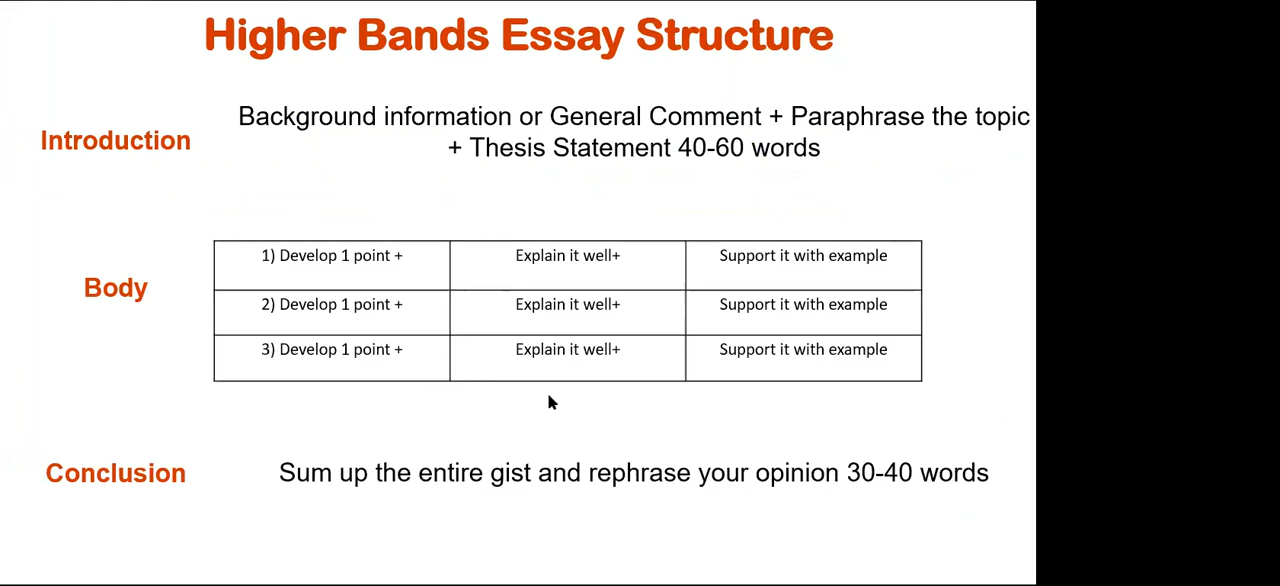 Higher Bands Essay Structure
Background information or General Comment + Paraphrase the topic
Introduction
+ Thesis Statement 40-60 words
1) Develop 1 point + Explain it well+ Support it with example
Body
2) Develop 1 point + Explain it well+ Support it with example
3) Develop 1 point + Explain it well+ Support it with example
Conclusion
Sum up the entire gist and rephrase your opinion 30-40 words